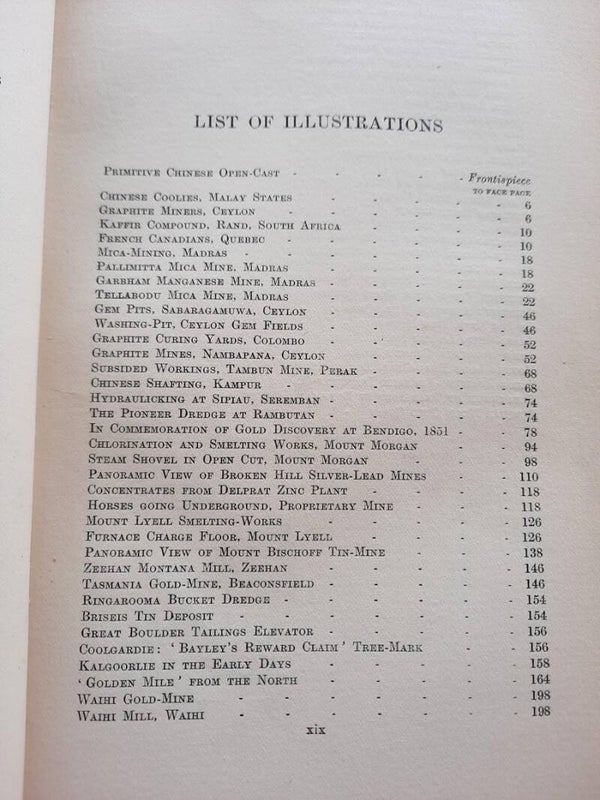 LIST OF ILLUSTRATIONS
PRIMITIVE CHINESE OPEN-CAST - - - - - Frontispiece
TO FACE PAGE
CHINESE COOLIES, MALAY STATES - - - - - 6
GRAPHITE MINERS, CEYLON - - - - - 6
KAFFIR COMPOUND, RAND, SOUTH AFRICA - - - - 10
FRENCH CANADIANS, QUEBEC - - - - - - 10
MICA-MINING, MADRAS - - - - - - 18
PALLIMITTA MICA MINE, MADRAS - - - - - 18
GARBHAM MANGANESE MINE, MADRAS - - - - - 22
TELLABODU MICA MINE, MADRAS - - - - - 22
GEM PITS, SABARAGAMUWA, CEYLON - - - - - 46
WASHING-PIT, CEYLON GEM FIELDS - - - - - 46
GRAPHITE CURING YARDS, COLOMBO - - - - - 52
GRAPHITE MINES, NAMBAPANA, CEYLON - - - - 52
SUBSIDED WORKINGS, TAMBUN MINE, PERAK - - - - 68
CHINESE SHAFTING, KAMPUR - - - - - - 68
HYDRAULICKING AT SIPIAU, SEREMBAN - - - - - 74
THE PIONEER DREDGE AT RAMBUTAN - - - - - 74
IN COMMEMORATION OF GOLD DISCOVERY AT BENDIGO, 1851 - - - 78
CHLORINATION AND SMELTING WORKS, MOUNT MORGAN - - 94
STEAM SHOVEL IN OPEN CUT, MOUNT MORGAN - - - 98
PANORAMIC VIEW OF BROKEN HILL SILVER-LEAD MINES - - - 110
CONCENTRATES FROM DELPRAT ZINC PLANT - - - - 118
HORSES GOING UNDERGROUND, PROPRIETARY MINE - - - 118
MOUNT LYELL SMELTING-WORKS - - - - - 126
FURNACE CHARGE FLOOR, MOUNT LYELL - - - - 126
PANORAMIC VIEW OF MOUNT BISCHOFF TIN-MINE - - - 138
ZEEHAN MONTANA MILL, ZEEHAN - - - - - 146
TASMANIA GOLD-MINE, BEACONSFIELD - - - - - 146
RINGAROOMA BUCKET DREDGE - - - - - - 154
BRISEIS TIN DEPOSIT - - - - - - - 154
GREAT BOULDER TAILINGS ELEVATOR - - - - - 156
COOLGARDIE: 'BAYLEY'S REWARD CLAIM' TREE-MARK - - - 156
KALGOORLIE IN THE EARLY DAYS - - - - - 158
'GOLDEN MILE' FROM THE NORTH - - - - - 164
WAIHI GOLD-MINE - - - - - - - 198
WAIHI MILL, WAIHI - - - - - - - 198
xix